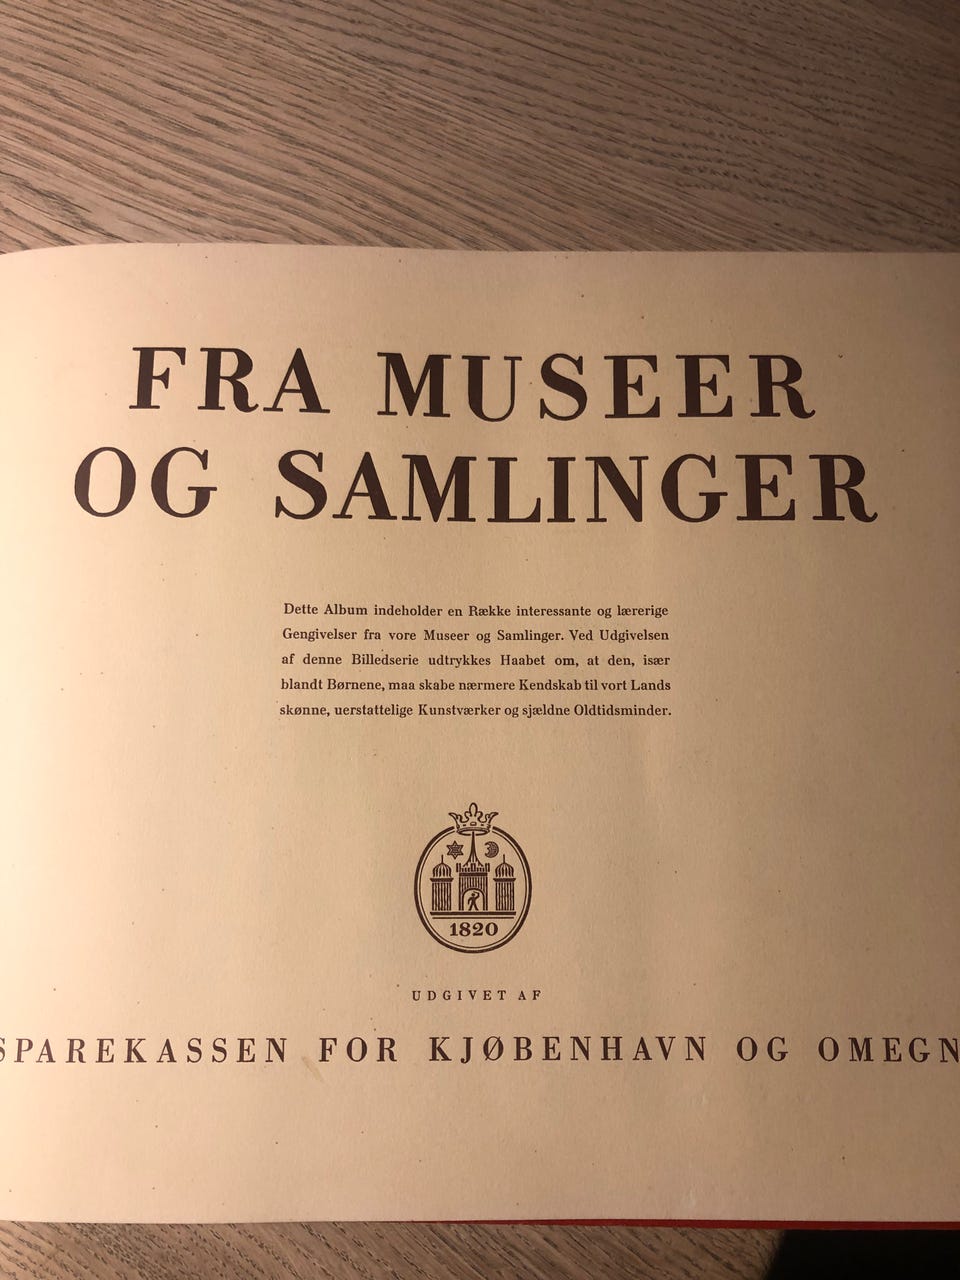 FRA MUSEER
OG SAMLINGER
Dette Album indeholder en Række interessante og lærerige
Gengivelser fra vore Museer og Samlinger. Ved Udgivelsen
af denne Billedserie udtrykkes Haabet om, at den, især
blandt Børnene, maa skabe nærmere Kendskab til vort Lands
skønne, uerstattelige Kunstværker og sjældne Oldtidsminder.
1820
UDGIVET AF
SPAREKASSEN FOR KJØBENHAVN OG OMEGN